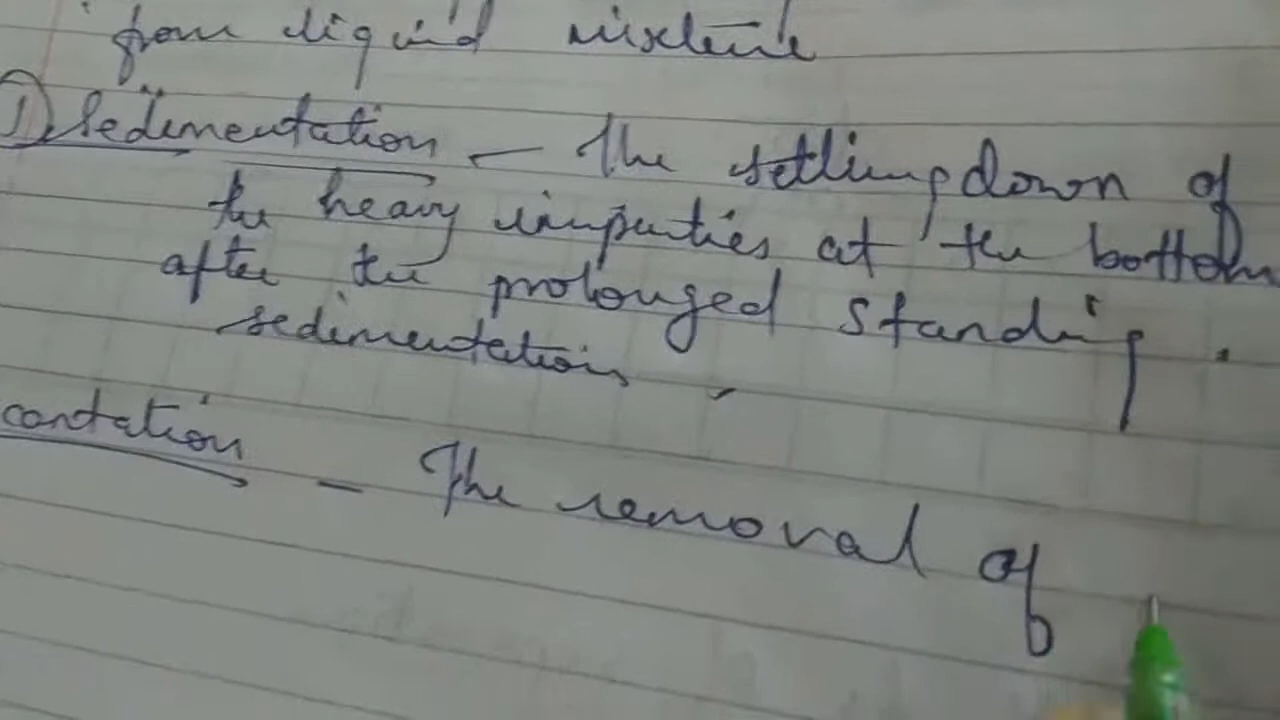 from liquid mixture
① Sedimentation – The settling down of
the heavy impurities at the bottom
after the prolonged standing.
sedimentation,
cantation – The removal of